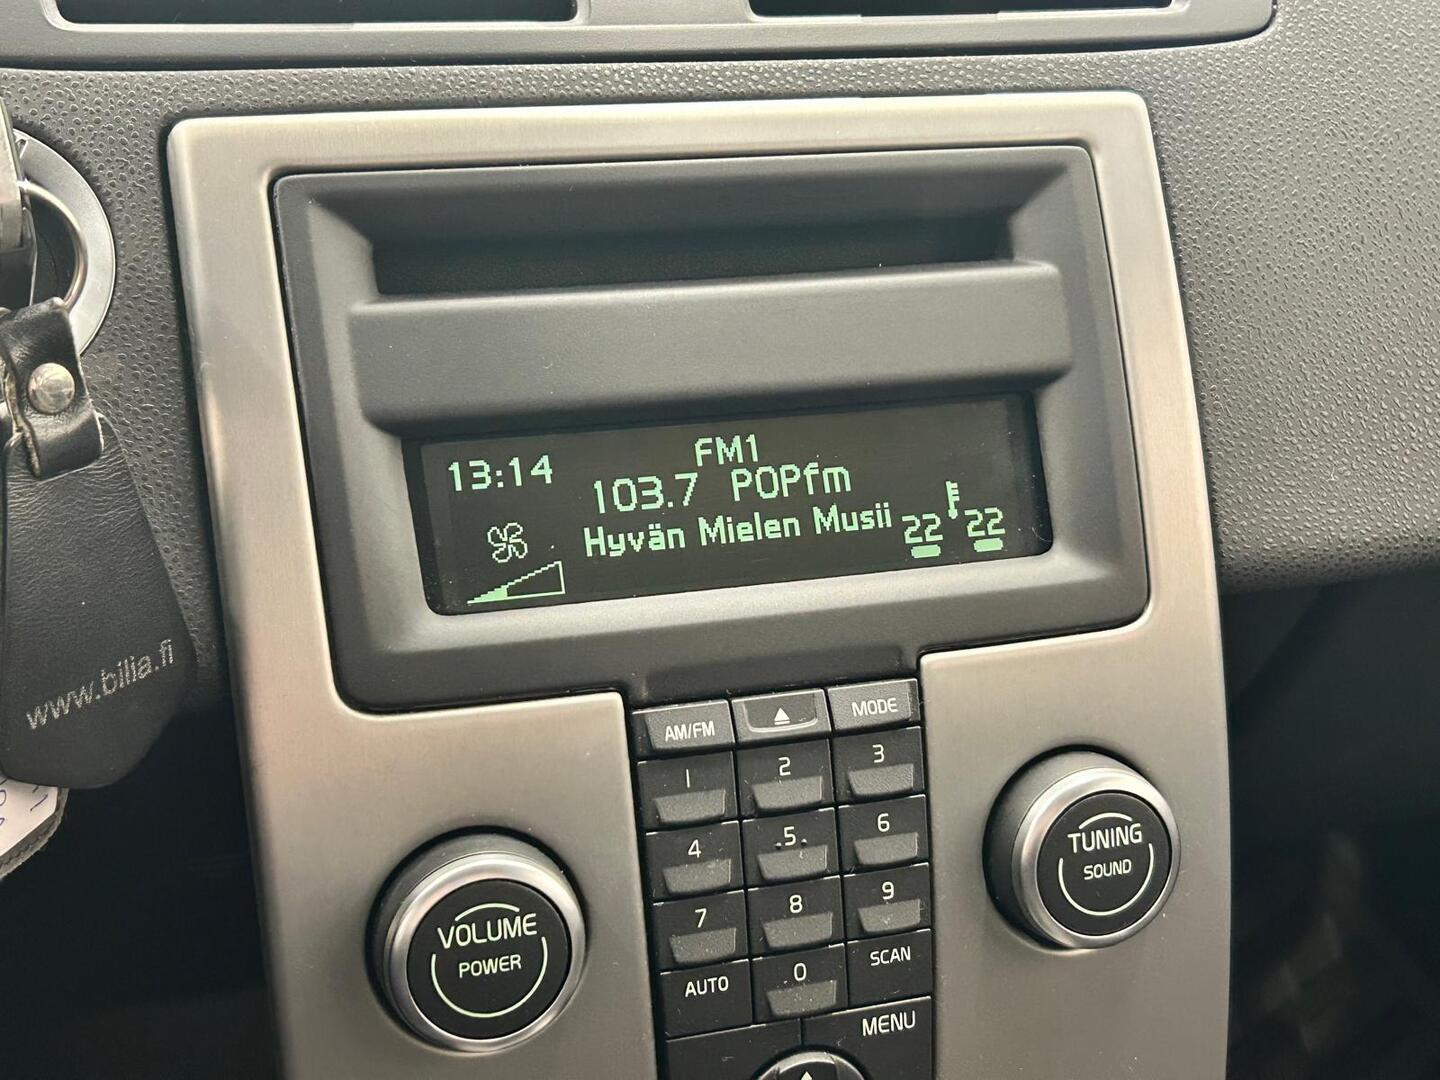 FM1
13:14
103.7 POPfm
Hyvän Mielen Musii
22 22
www.bilia.fi
AM/FM MODE
1 2 3
4 .5. 6
7 8 9
AUTO 0 SCAN
MENU
VOLUME
POWER
TUNING
SOUND